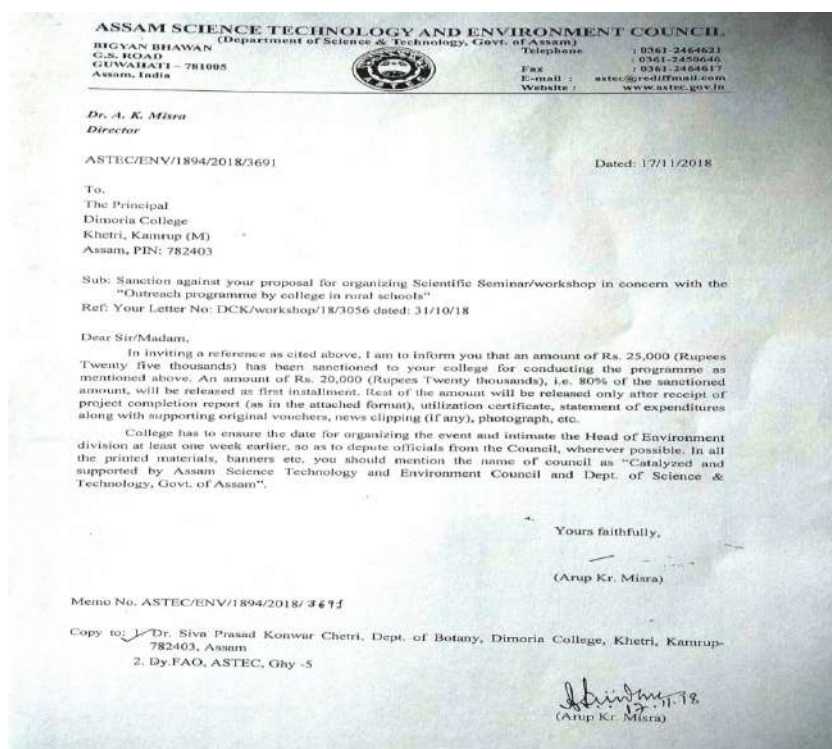 ASSAM SCIENCE TECHNOLOGY AND ENVIRONMENT COUNCIL
(Department of Science & Technology, Govt. of Assam)
BIGYAN BHAWAN
G.S. ROAD
GUWAHATI – 781005
Assam, India
Telephone : 0361-2464621
: 0361-2450646
Fax : 0361-2464617
E-mail : astec@rediffmail.com
Website : www.astec.gov.in
Dr. A. K. Misra
Director
ASTEC/ENV/1894/2018/3691 Dated: 17/11/2018
To,
The Principal
Dimoria College
Khetri, Kamrup (M)
Assam, PIN: 782403
Sub: Sanction against your proposal for organizing Scientific Seminar/workshop in concern with the
"Outreach programme by college in rural schools"
Ref: Your Letter No: DCK/workshop/18/3056 dated: 31/10/18
Dear Sir/Madam,
In inviting a reference as cited above, I am to inform you that an amount of Rs. 25,000 (Rupees
Twenty five thousands) has been sanctioned to your college for conducting the programme as
mentioned above. An amount of Rs. 20,000 (Rupees Twenty thousands), i.e. 80% of the sanctioned
amount, will be released as first installment. Rest of the amount will be released only after receipt of
project completion report (as in the attached format), utilization certificate, statement of expenditures
along with supporting original vouchers, news clipping (if any), photograph, etc.
College has to ensure the date for organizing the event and intimate the Head of Environment
division at least one week earlier, so as to depute officials from the Council, wherever possible. In all
the printed materials, banners etc. you should mention the name of council as "Catalyzed and
supported by Assam Science Technology and Environment Council and Dept. of Science &
Technology, Govt. of Assam".
Yours faithfully,
(Arup Kr. Misra)
Memo No. ASTEC/ENV/1894/2018/
Copy to: 1. Dr. Siva Prasad Konwar Chetri, Dept. of Botany, Dimoria College, Khetri, Kamrup-
782403, Assam
2. Dy.FAO, ASTEC, Ghy -5
17.11.18
(Arup Kr. Misra)